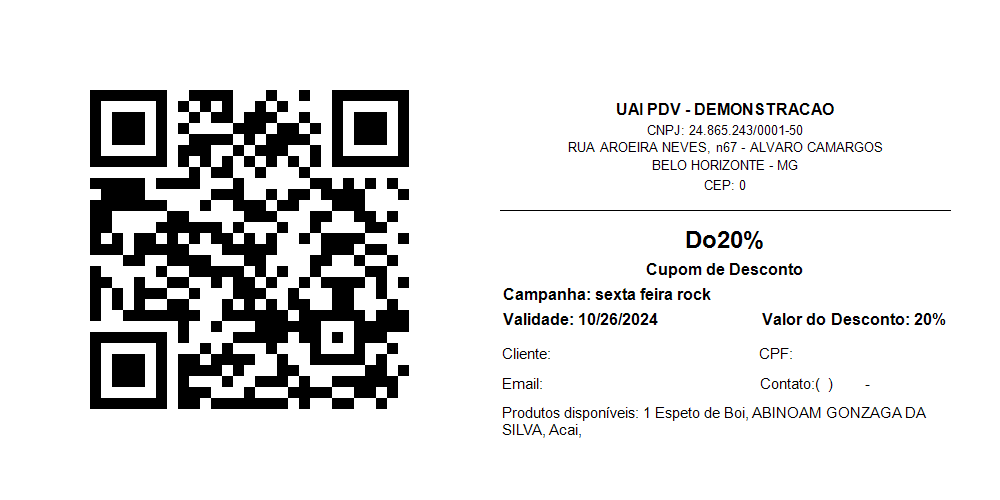 UAI PDV - DEMONSTRACAO
CNPJ: 24.865.243/0001-50
RUA AROEIRA NEVES, n67 - ALVARO CAMARGOS
BELO HORIZONTE - MG
CEP: 0
Do20%
Cupom de Desconto
Campanha: sexta feira rock
Validade: 10/26/2024 Valor do Desconto: 20%
Cliente: CPF:
Email: Contato:( ) -
Produtos disponíveis: 1 Espeto de Boi, ABINOAM GONZAGA DA
SILVA, Acai,